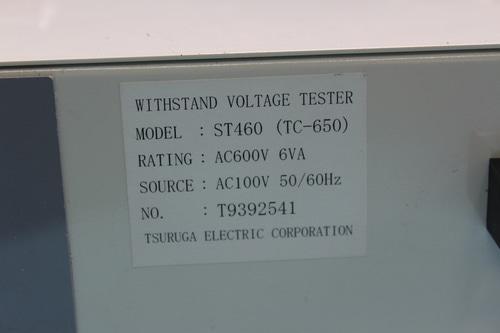 WITHSTAND VOLTAGE TESTER
MODEL : ST460 (TC-650)
RATING : AC600V 6VA
SOURCE : AC100V 50/60Hz
NO. : T9392541
TSURUGA ELECTRIC CORPORATION